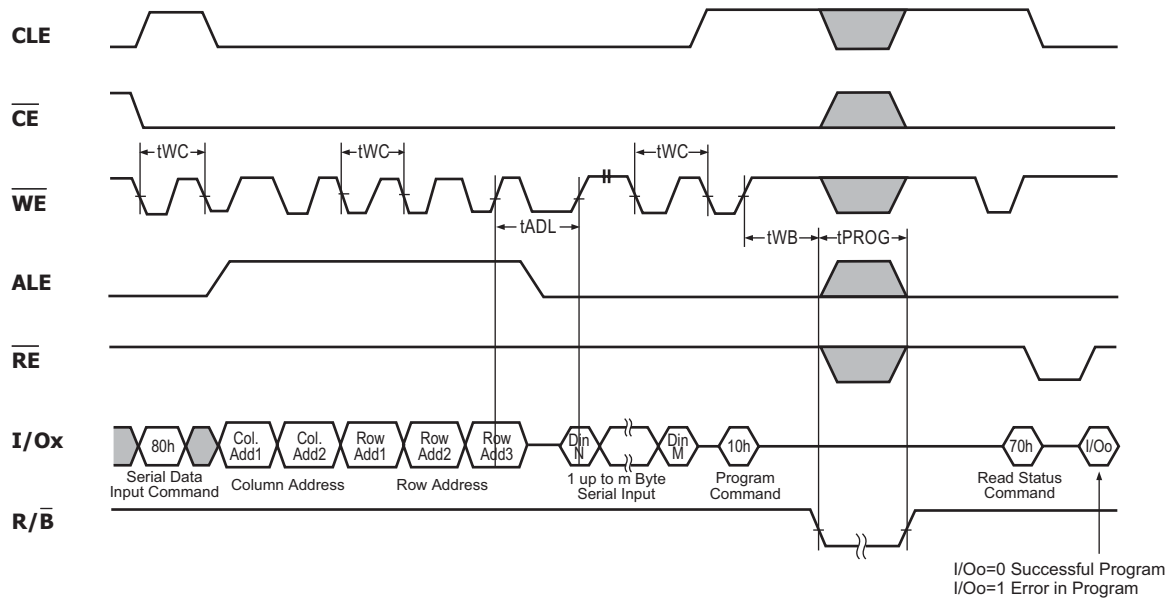 CLE
CE
tWC
tWC
tWC
WE
tADL
tWB
tPROG
ALE
RE
I/Ox
80h
Col. Add1
Col. Add2
Row Add1
Row Add2
Row Add3
Din N
Din M
10h
70h
I/Oo
Serial Data
Input Command
Column Address
Row Address
1 up to m Byte
Serial Input
Program
Command
Read Status
Command
R/B
I/Oo=0 Successful Program
I/Oo=1 Error in Program